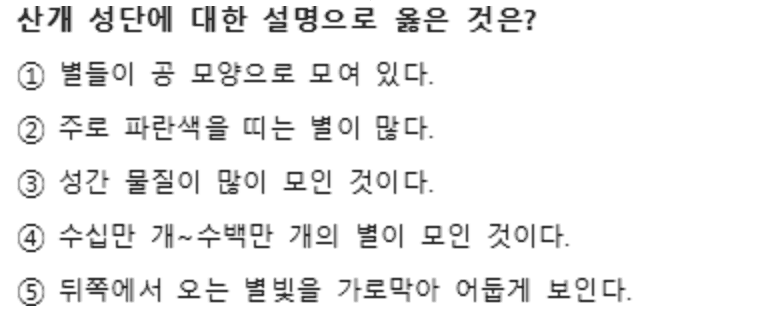 산개 성단에 대한 설명으로 옳은 것은?
① 별들이 공 모양으로 모여 있다.
② 주로 파란색을 띠는 별이 많다.
③ 성간 물질이 많이 모인 것이다.
④ 수십만 개~수백만 개의 별이 모인 것이다.
⑤ 뒤쪽에서 오는 별빛을 가로막아 어둡게 보인다.